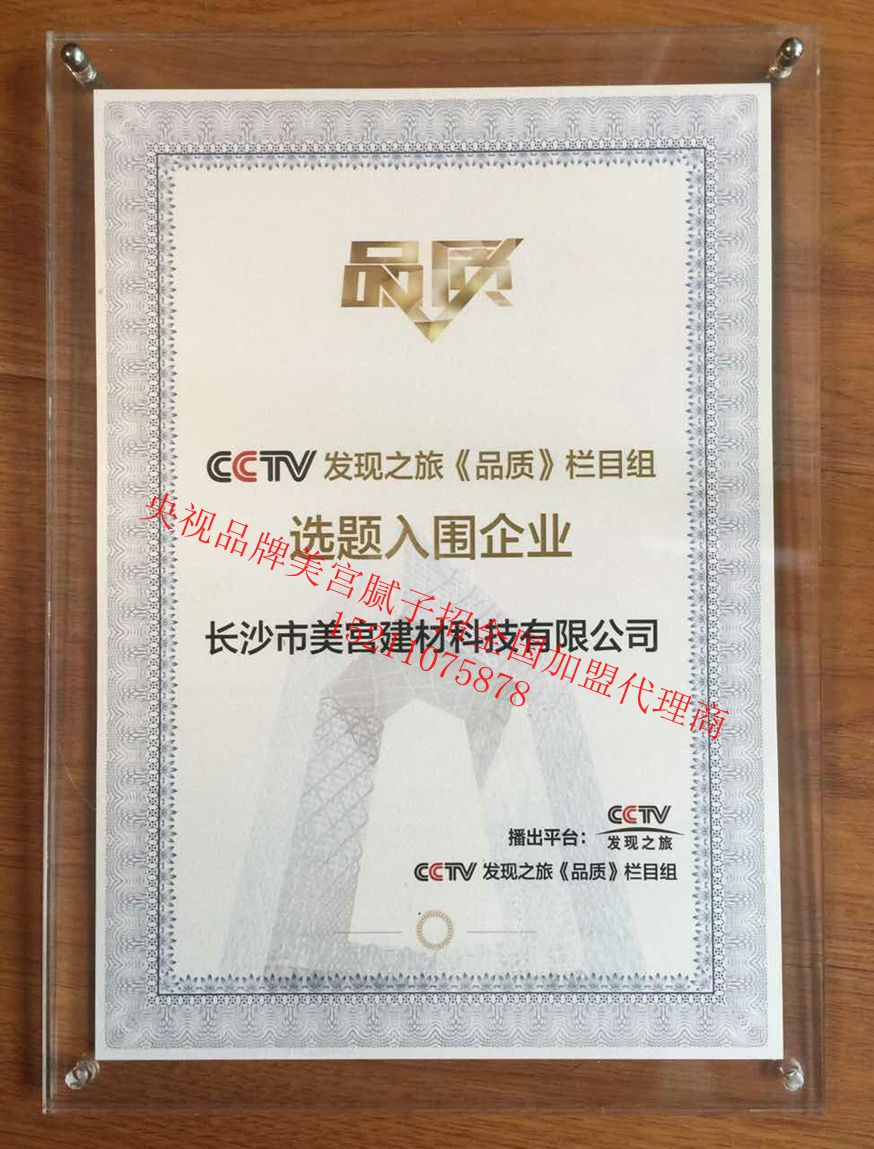 品质
CCTV 发现之旅《品质》栏目组
选题入围企业
央视品牌美宫腻子招全国加盟代理商
15211075878
长沙市美宫建材科技有限公司
播出平台：
CCTV
发现之旅
CCTV 发现之旅《品质》栏目组